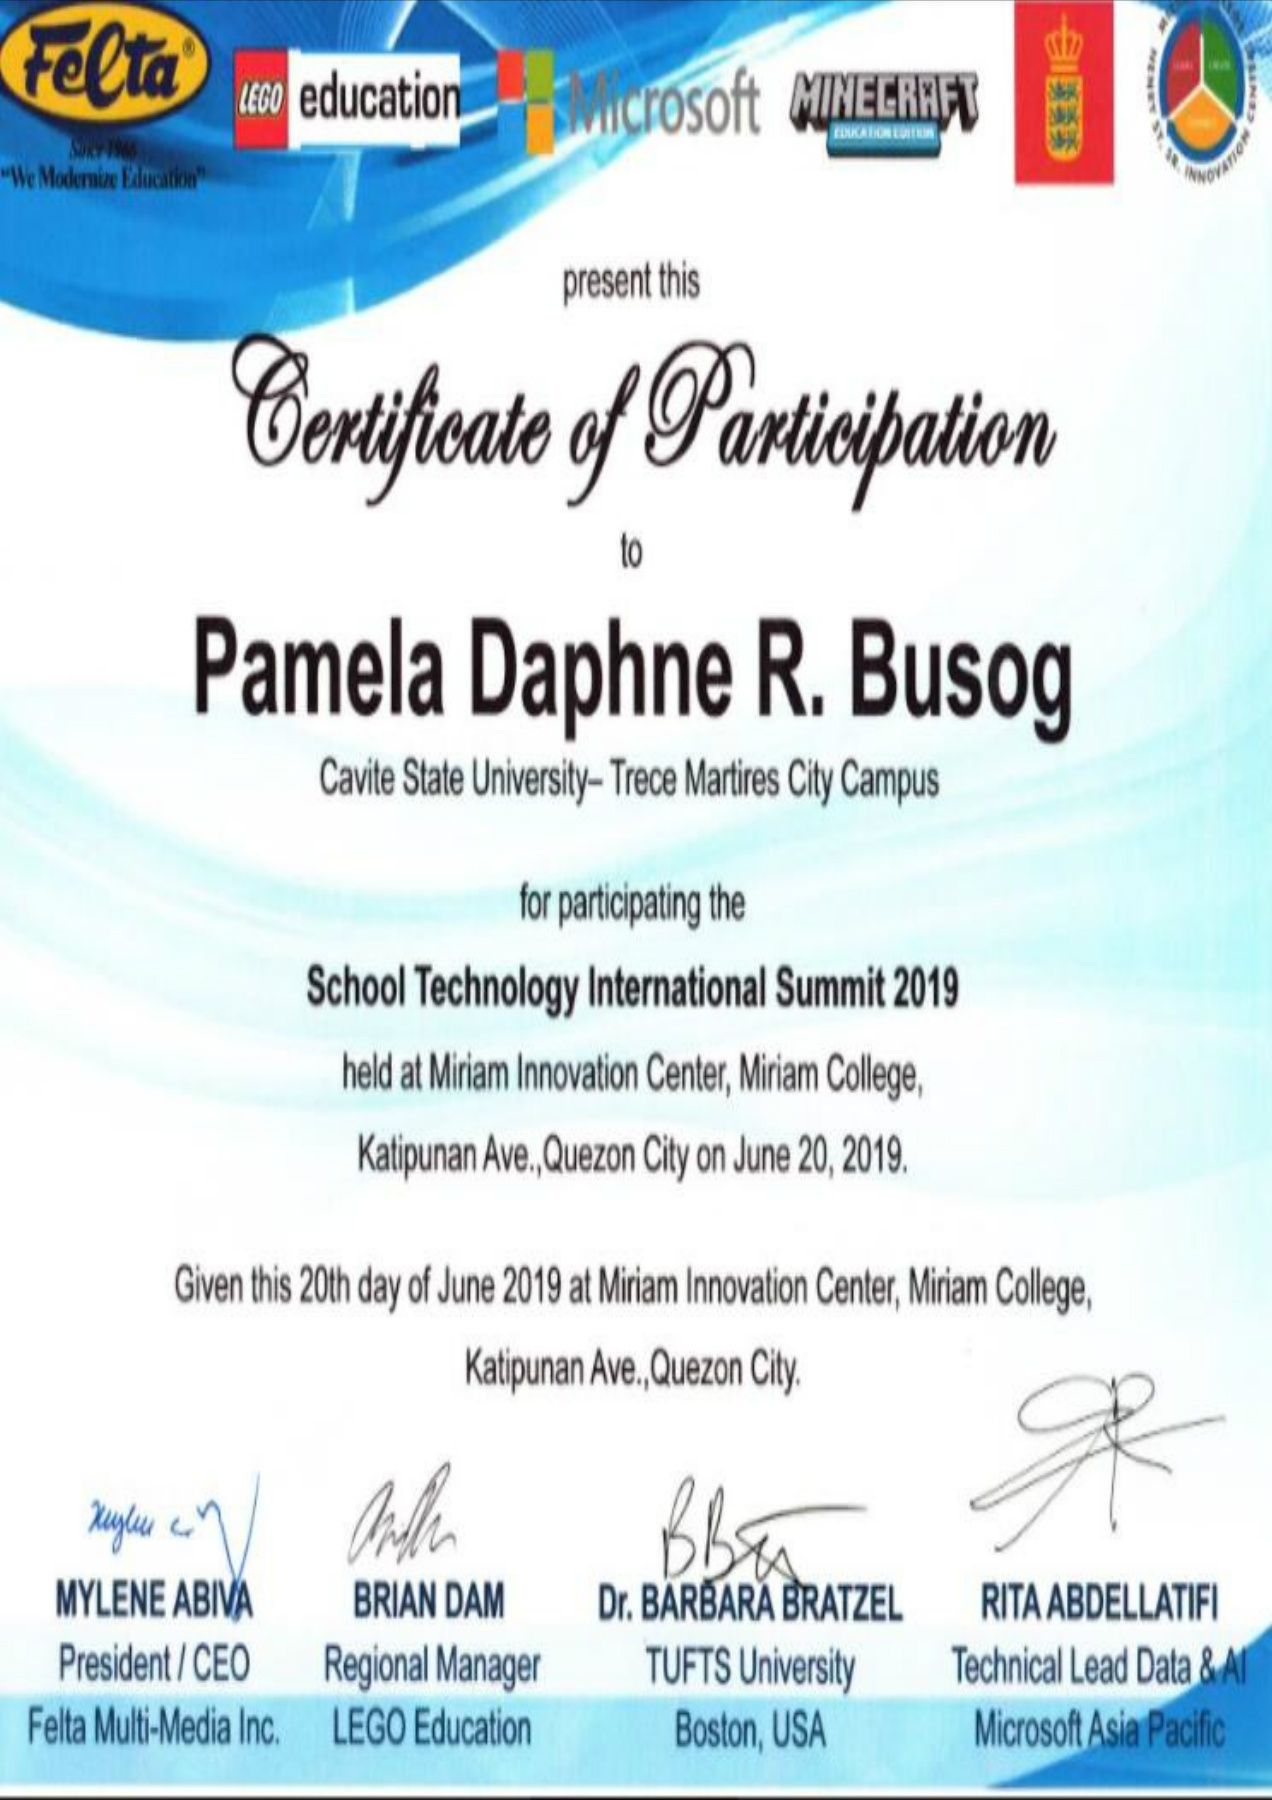 Felta®
Since 1966
"We Modernize Education"
LEGO education
Microsoft
MINECRAFT
EDUCATION EDITION
HENRY SY, SR. INNOVATION CENTER
present this
Certificate of Participation
to
Pamela Daphne R. Busog
Cavite State University– Trece Martires City Campus
for participating the
School Technology International Summit 2019
held at Miriam Innovation Center, Miriam College,
Katipunan Ave.,Quezon City on June 20, 2019.
Given this 20th day of June 2019 at Miriam Innovation Center, Miriam College,
Katipunan Ave.,Quezon City.
MYLENE ABIVA
President / CEO
Felta Multi-Media Inc.
BRIAN DAM
Regional Manager
LEGO Education
Dr. BARBARA BRATZEL
TUFTS University
Boston, USA
RITA ABDELLATIFI
Technical Lead Data & AI
Microsoft Asia Pacific